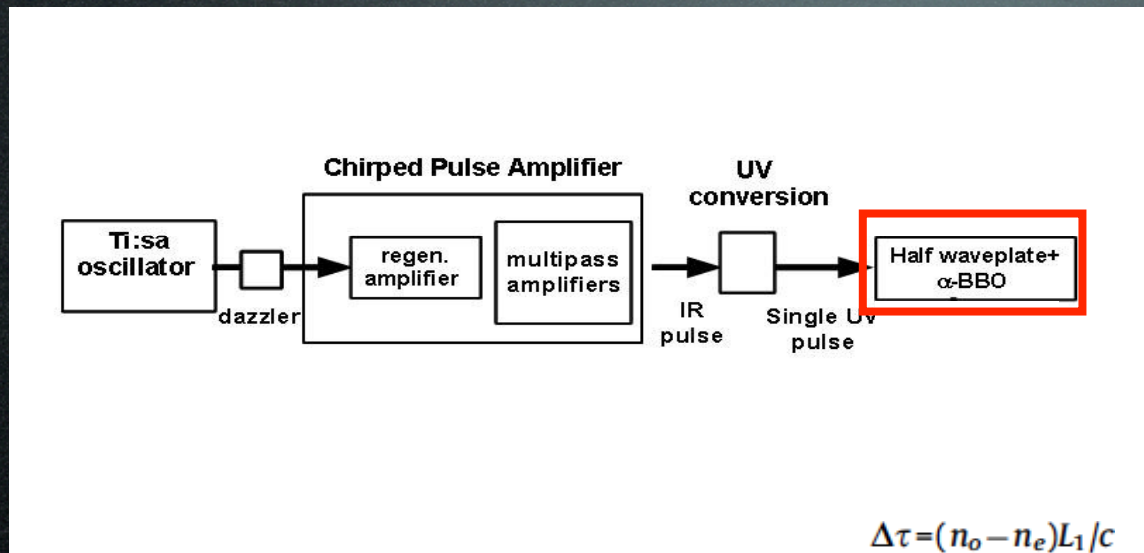 Chirped Pulse Amplifier
UV
conversion
Ti:sa
oscillator
dazzler
regen.
amplifier
multipass
amplifiers
IR
pulse
Single UV
pulse
Half waveplate+
α-BBO
Δτ=(nₒ−nₑ)L₁/c